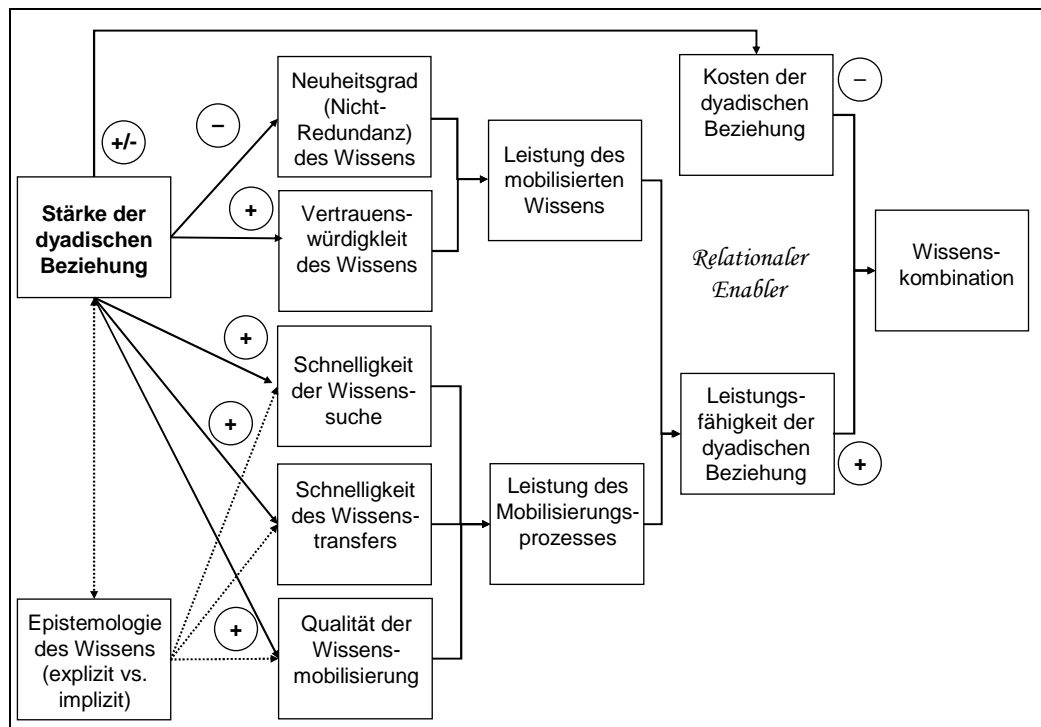 Neuheitsgrad
(Nicht-
Redundanz)
des Wissens
Kosten der
dyadischen
Beziehung
–
–
+/-
Leistung des
mobilisierten
Wissens
Stärke der
dyadischen
Beziehung
+
Vertrauens-
würdigkleit
des Wissens
Relationaler
Enabler
Wissens-
kombination
+
Schnelligkeit
der Wissens-
suche
+
Leistungs-
fähigkeit der
dyadischen
Beziehung
+
Schnelligkeit
des Wissens-
transfers
Leistung des
Mobilisierungs-
prozesses
Epistemologie
des Wissens
(explizit vs.
implizit)
+
Qualität der
Wissens-
mobilisierung